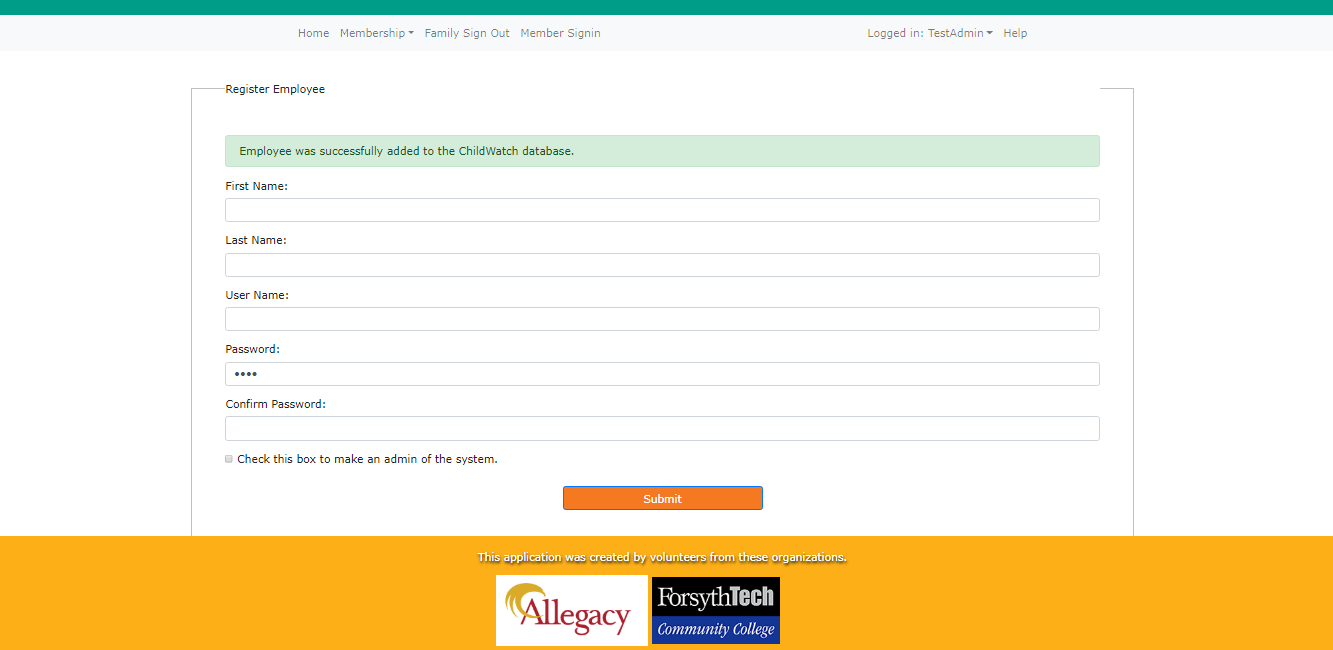 Home Membership Family Sign Out Member Signin Logged in: TestAdmin Help
Register Employee
Employee was successfully added to the ChildWatch database.
First Name:
Last Name:
User Name:
Password:
••••
Confirm Password:
Check this box to make an admin of the system.
Submit
This application was created by volunteers from these organizations.
Allegacy
ForsythTech
Community College